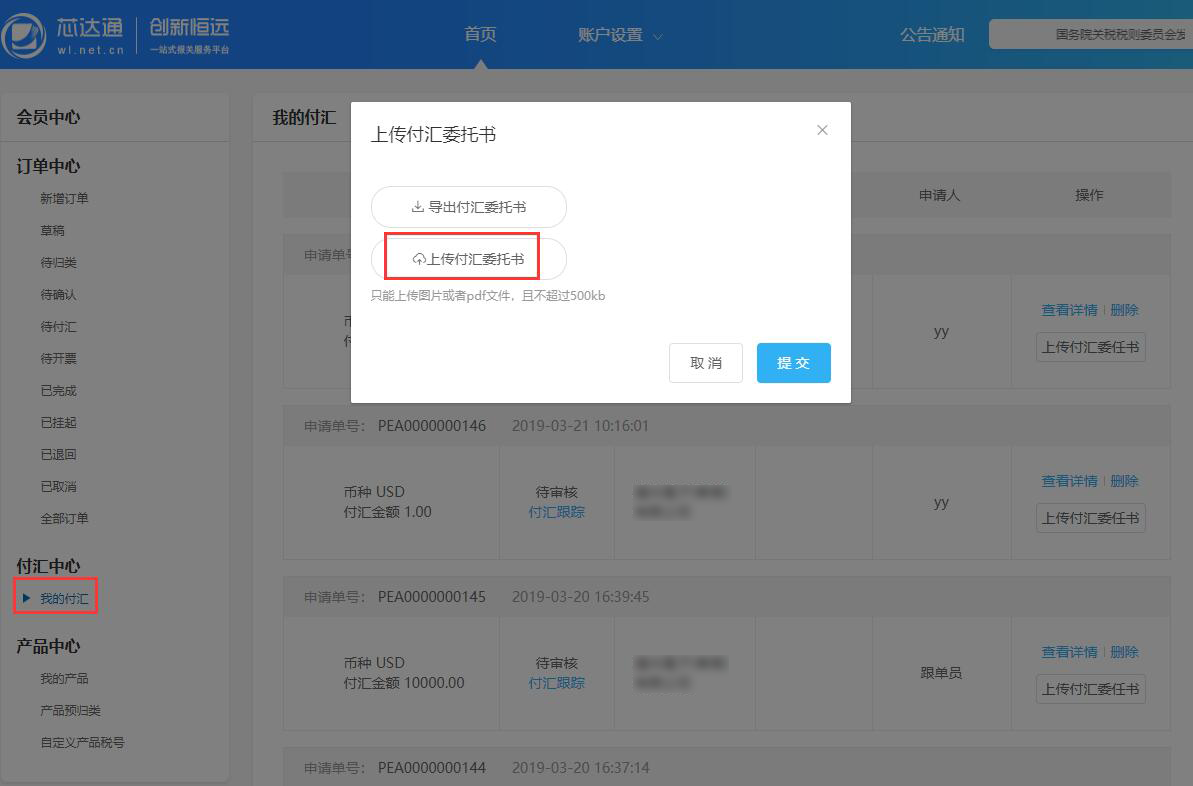 芯达通 创新恒远
wl.net.cn 一站式报关服务平台
首页 账户设置 公告通知 国务院关税税则委员会发
会员中心
订单中心
新增订单
草稿
待归类
待确认
待付汇
待开票
已完成
已挂起
已退回
已取消
全部订单
付汇中心
我的付汇
产品中心
我的产品
产品预归类
自定义产品税号
我的付汇
上传付汇委托书
导出付汇委托书
上传付汇委托书
只能上传图片或者pdf文件，且不超过500kb
取 消 提 交
申请人 操作
申请单号
yy
查看详情 删除
上传付汇委任书
申请单号： PEA0000000146 2019-03-21 10:16:01
币种 USD
付汇金额 1.00
待审核
付汇跟踪
yy
查看详情 删除
上传付汇委任书
申请单号： PEA0000000145 2019-03-20 16:39:45
币种 USD
付汇金额 10000.00
待审核
付汇跟踪
跟单员
查看详情 删除
上传付汇委任书
申请单号： PEA0000000144 2019-03-20 16:37:14